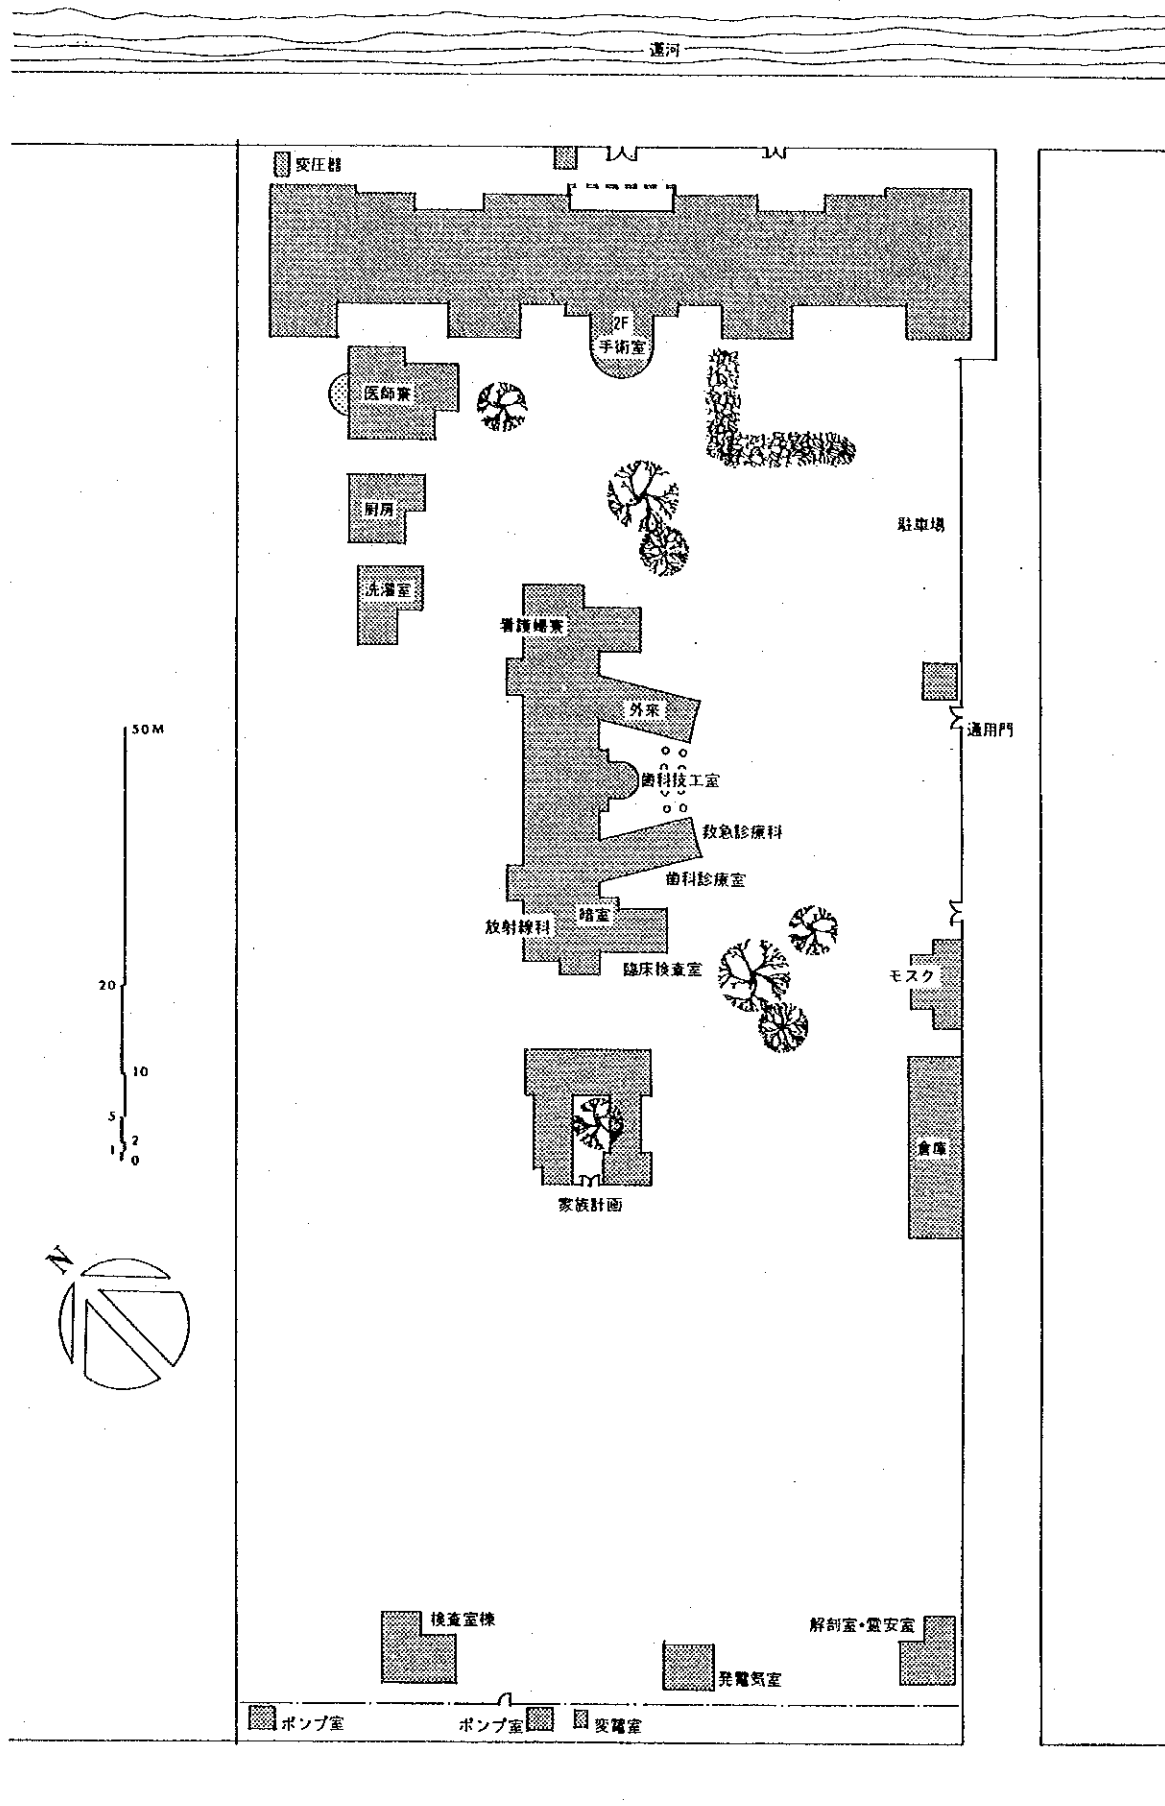 運河
変圧器
2F
手術室
医師寮
厨房
駐車場
洗濯室
看護婦寮
外来
50M
通用門
歯科技工室
救急診療科
歯科診療室
暗室
放射線科
臨床検査室
モスク
20
10
5
2
1
0
倉庫
家族計画
N
検査室棟
解剖室・霊安室
発電気室
ポンプ室
ポンプ室
変電室